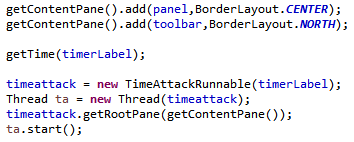 getContentPane().add(panel,BorderLayout.CENTER);
getContentPane().add(toolbar,BorderLayout.NORTH);
getTime(timerLabel);
timeattack = new TimeAttackRunnable(timerLabel);
Thread ta = new Thread(timeattack);
timeattack.getRootPane(getContentPane());
ta.start();